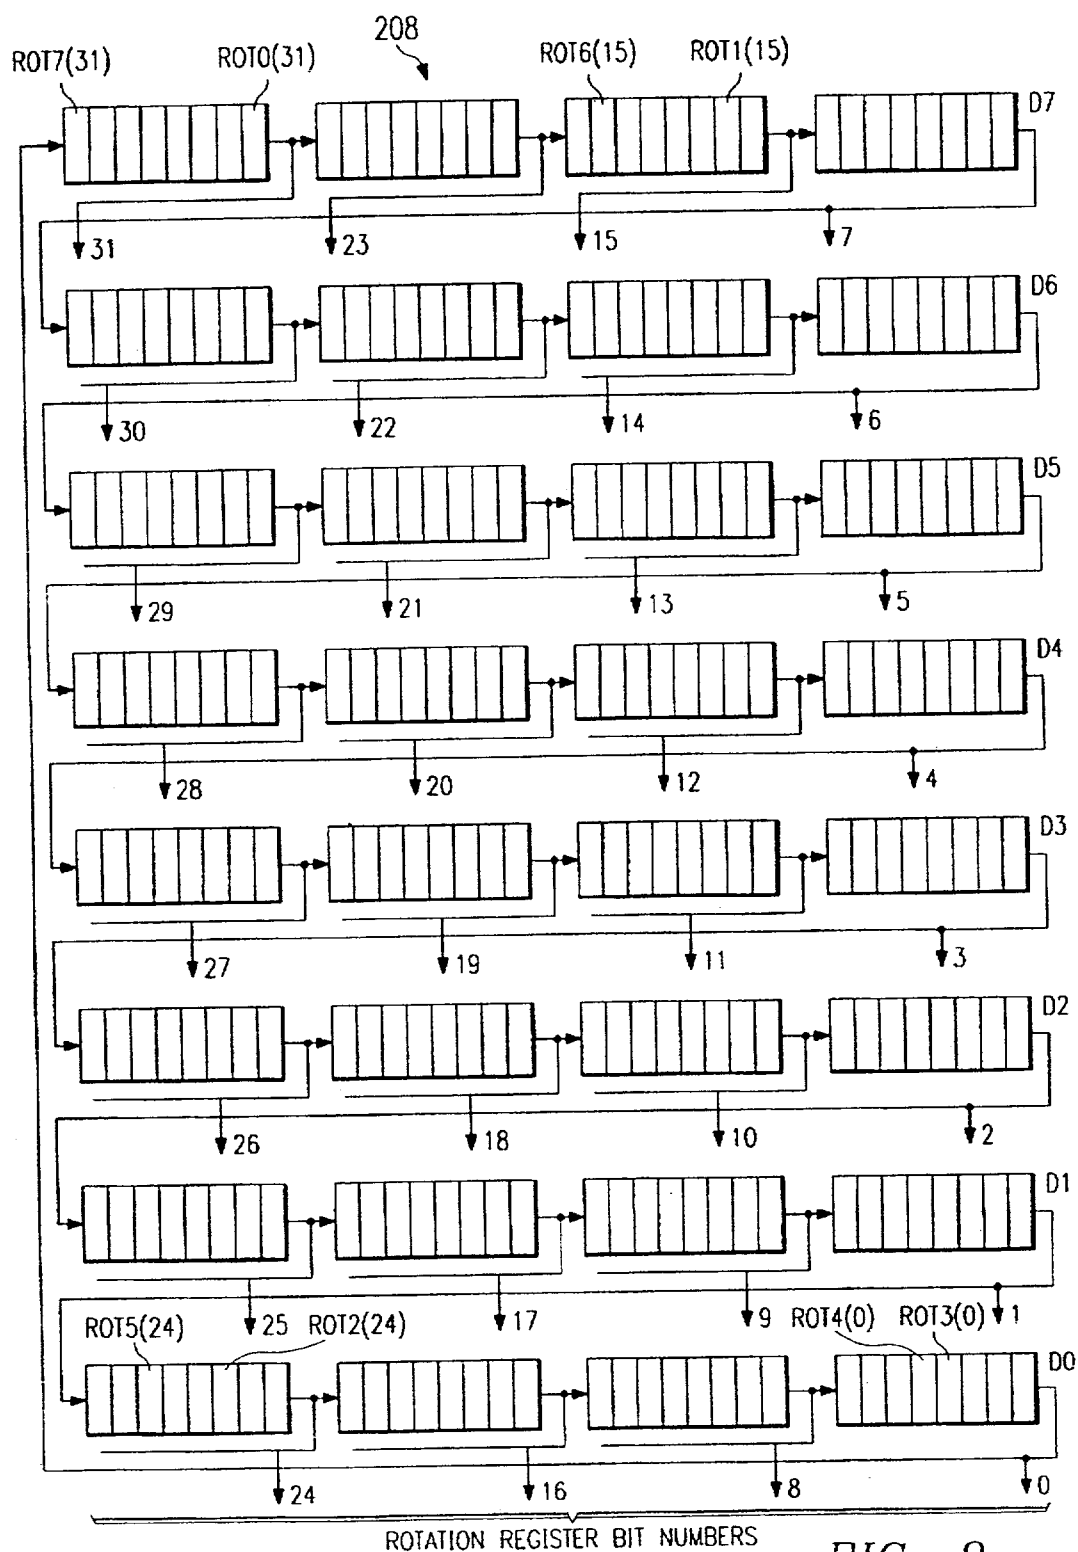 208
ROT7(31) ROT0(31) ROT6(15) ROT1(15)
D7
31 23 15 7
D6
30 22 14 6
D5
29 21 13 5
D4
28 20 12 4
D3
27 19 11 3
D2
26 18 10 2
D1
25 17 9 1
ROT5(24) ROT2(24) ROT4(0) ROT3(0)
D0
24 16 8 0
ROTATION REGISTER BIT NUMBERS